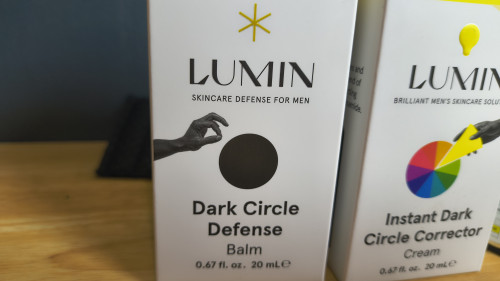 LUMIN
SKINCARE DEFENSE FOR MEN
Dark Circle
Defense
Balm
0.67 fl. oz. 20 mL℮
LUMIN
BRILLIANT MEN'S SKINCARE SOLU
Instant Dark
Circle Corrector
Cream
0.67 fl. oz. 20 mL℮